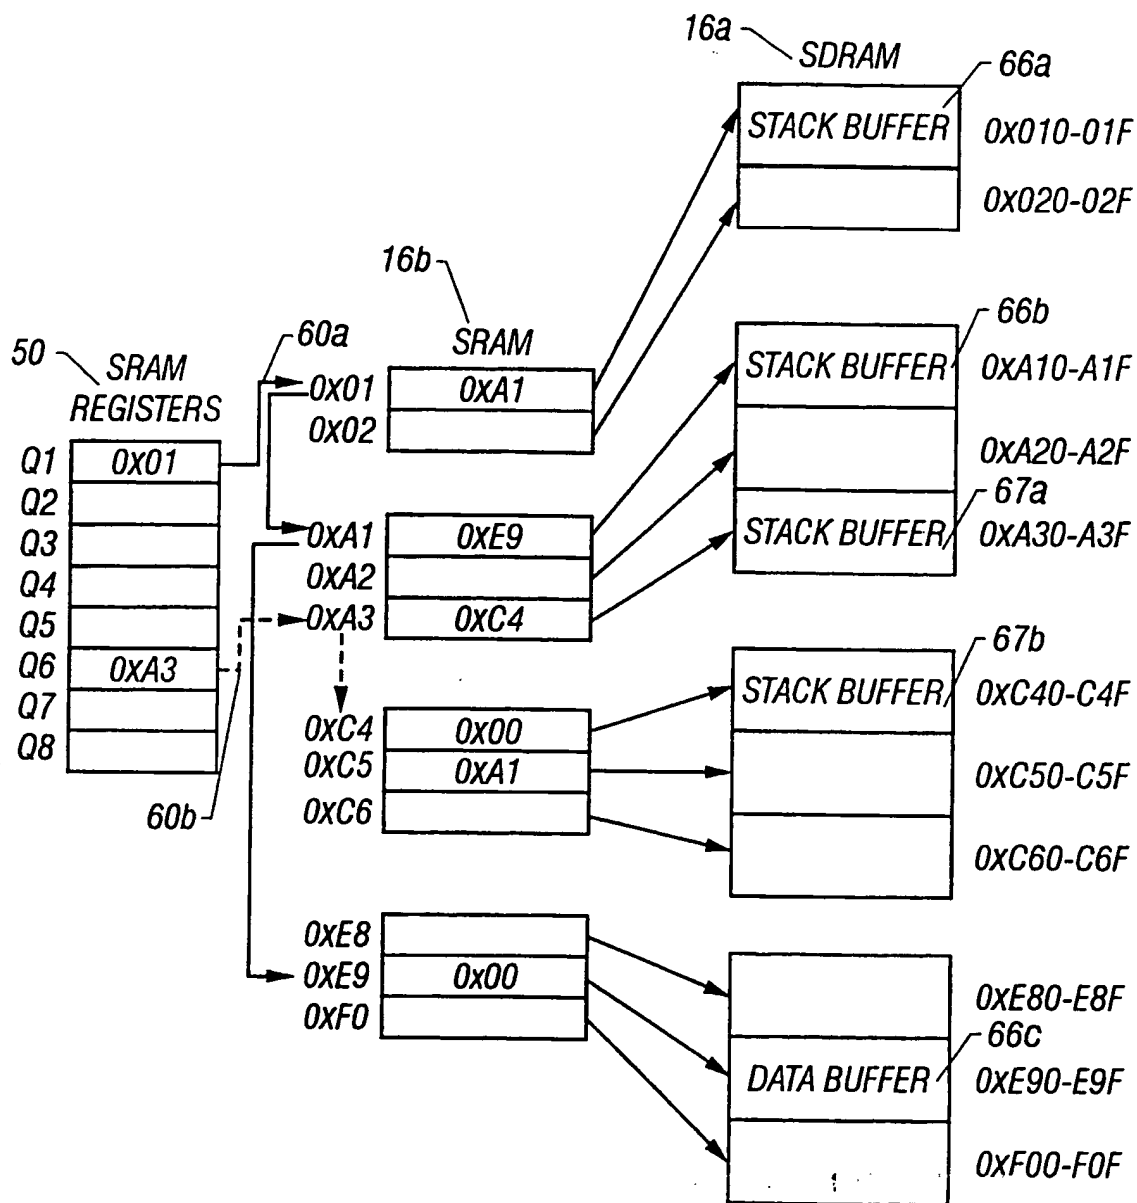 16a
SDRAM
66a
STACK BUFFER
0X010-01F
0X020-02F
16b
SRAM
60a
50
SRAM
REGISTERS
0X01
0XA1
0X02
66b
STACK BUFFER
0XA10-A1F
0XA20-A2F
67a
STACK BUFFER
0XA30-A3F
Q1
0X01
Q2
Q3
Q4
Q5
Q6
0XA3
Q7
Q8
60b
0XA1
0XE9
0XA2
0XA3
0XC4
67b
STACK BUFFER
0XC40-C4F
0XC4
0X00
0XC5
0XA1
0XC50-C5F
0XC6
0XC60-C6F
0XE8
0XE9
0X00
0XF0
0XE80-E8F
66c
DATA BUFFER
0XE90-E9F
0XF00-F0F